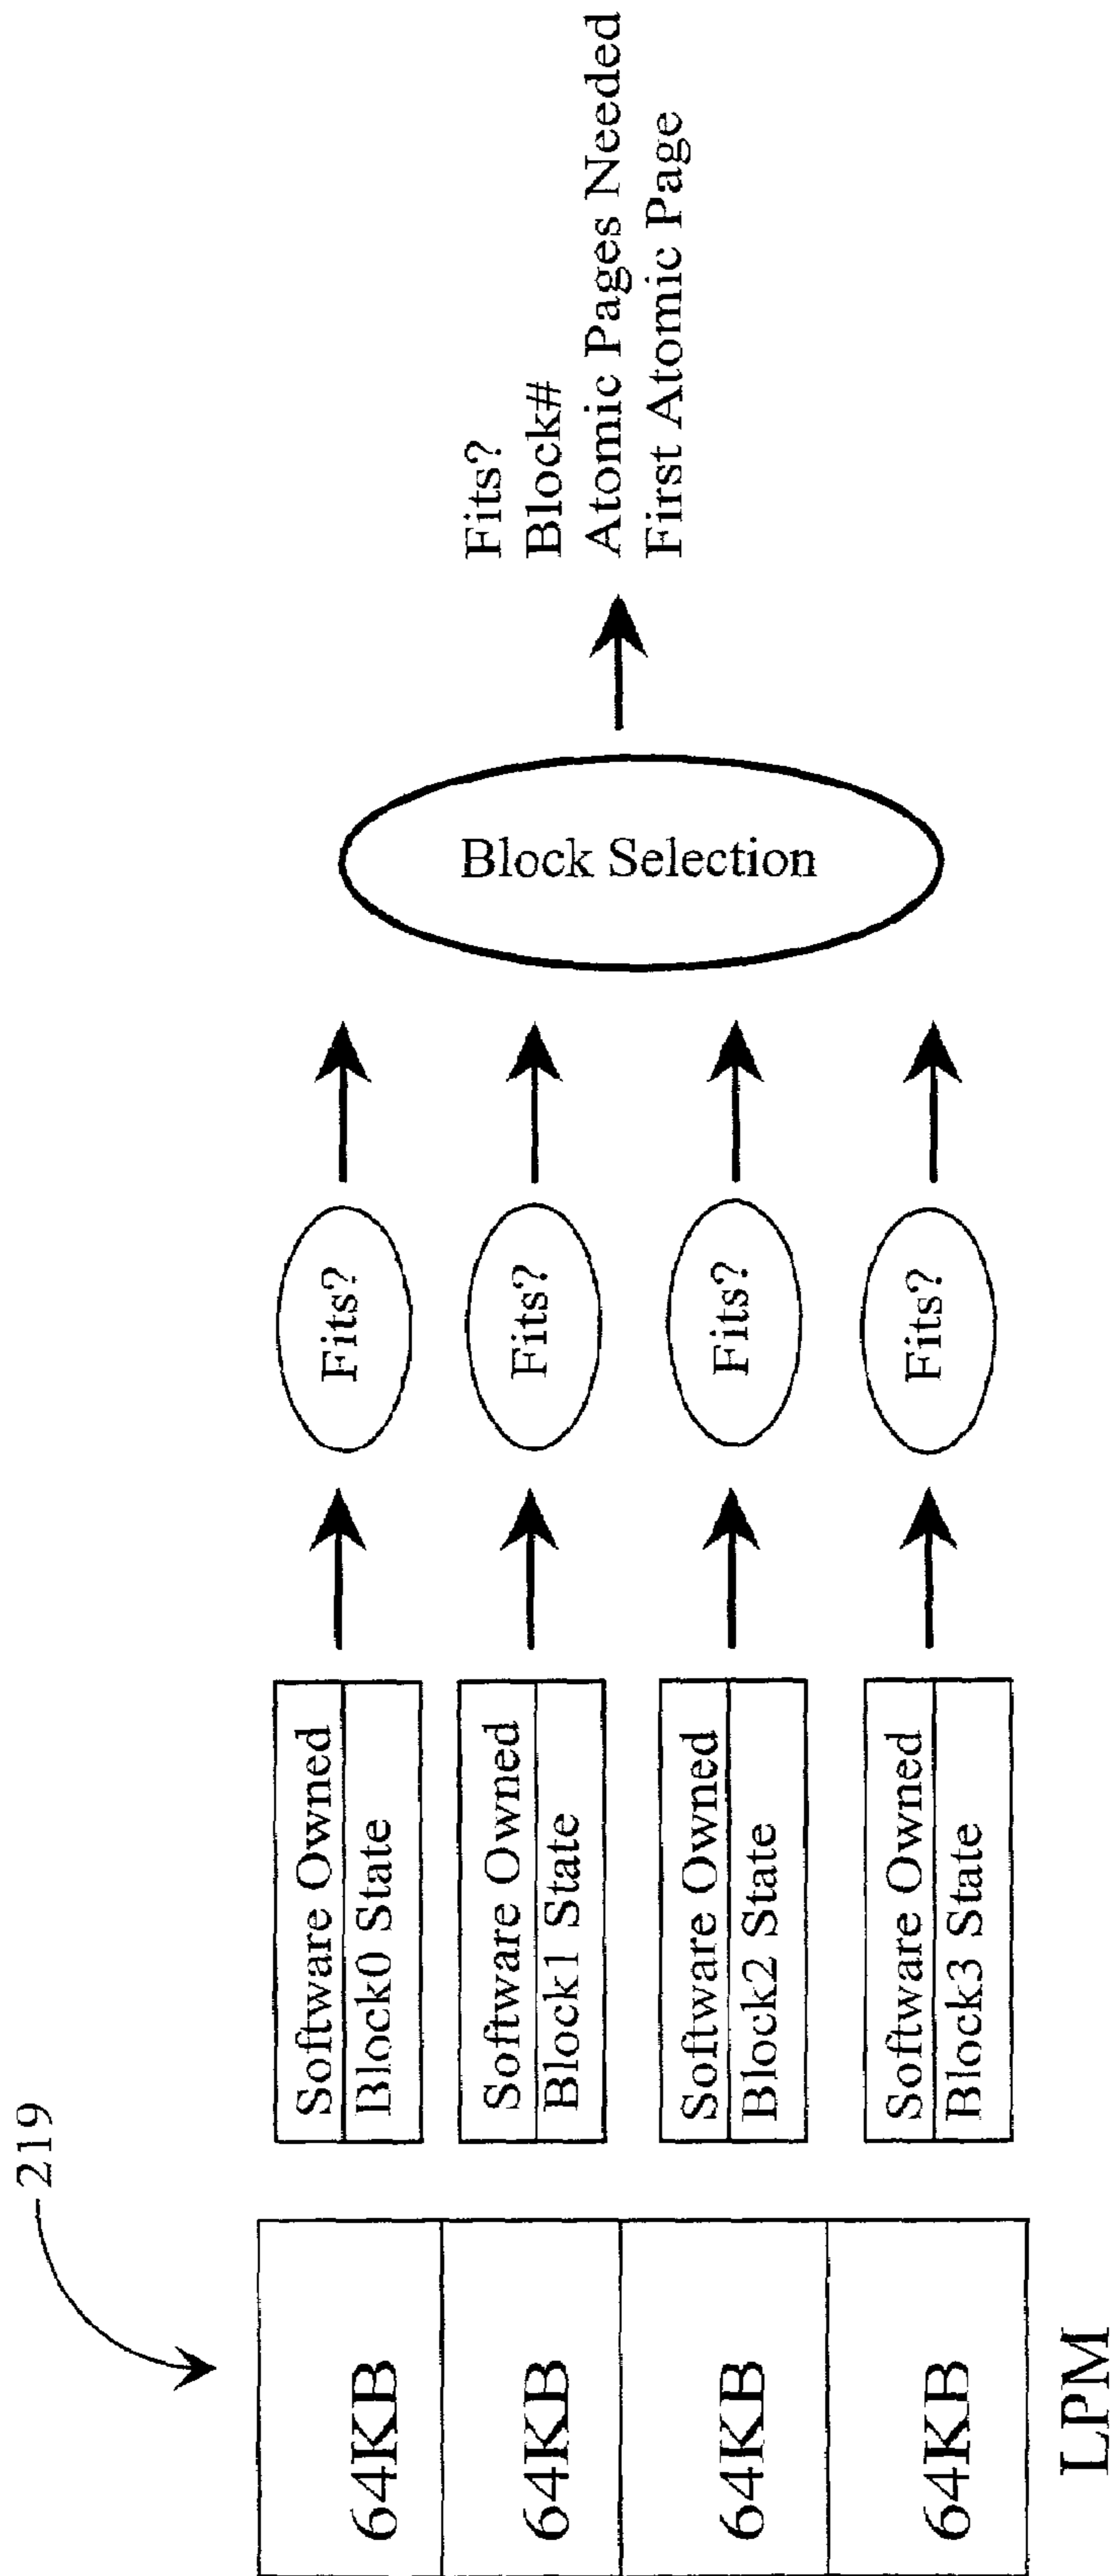 219
64KB
64KB
64KB
64KB
LPM
Software Owned
Block0 State
Software Owned
Block1 State
Software Owned
Block2 State
Software Owned
Block3 State
Fits?
Fits?
Fits?
Fits?
Block Selection
Fits?
Block#
Atomic Pages Needed
First Atomic Page